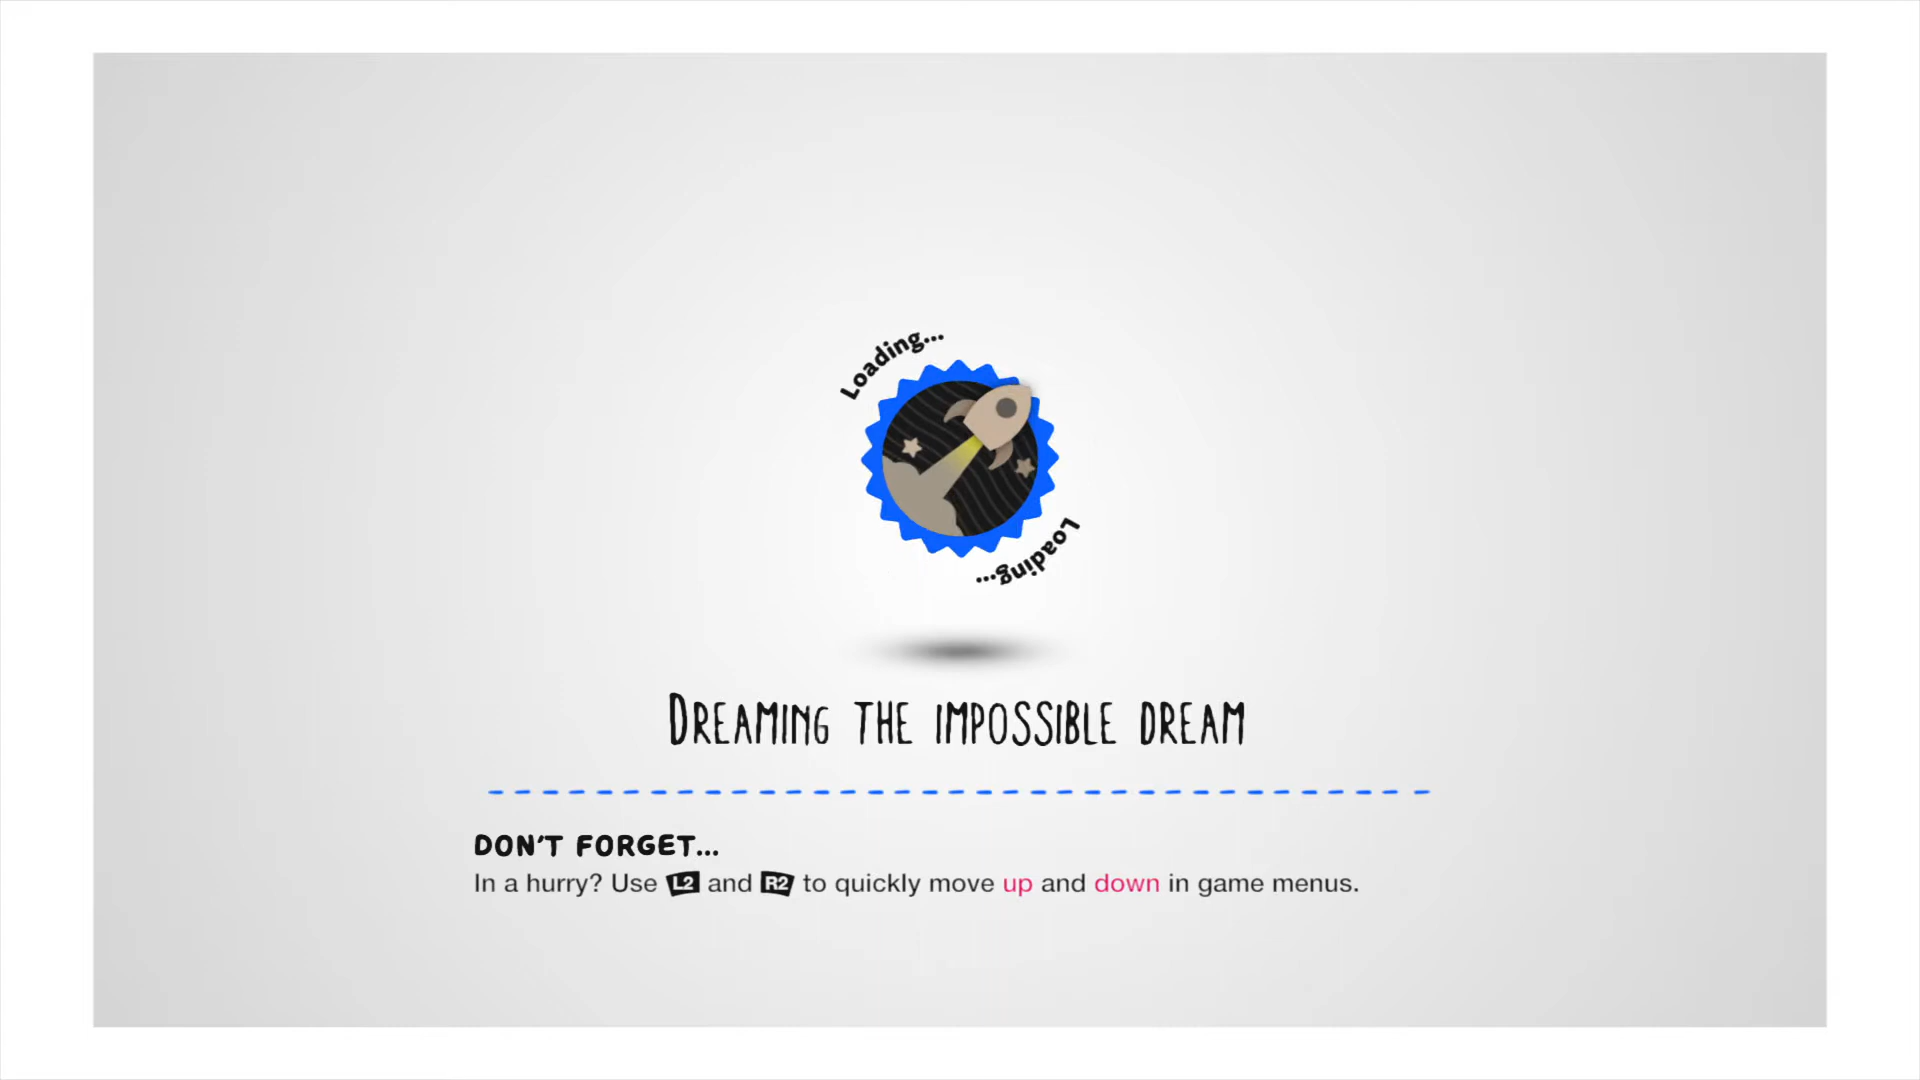 Loading...
Loading...
Dreaming the impossible dream
DON'T FORGET...
In a hurry? Use L2 and R2 to quickly move up and down in game menus.